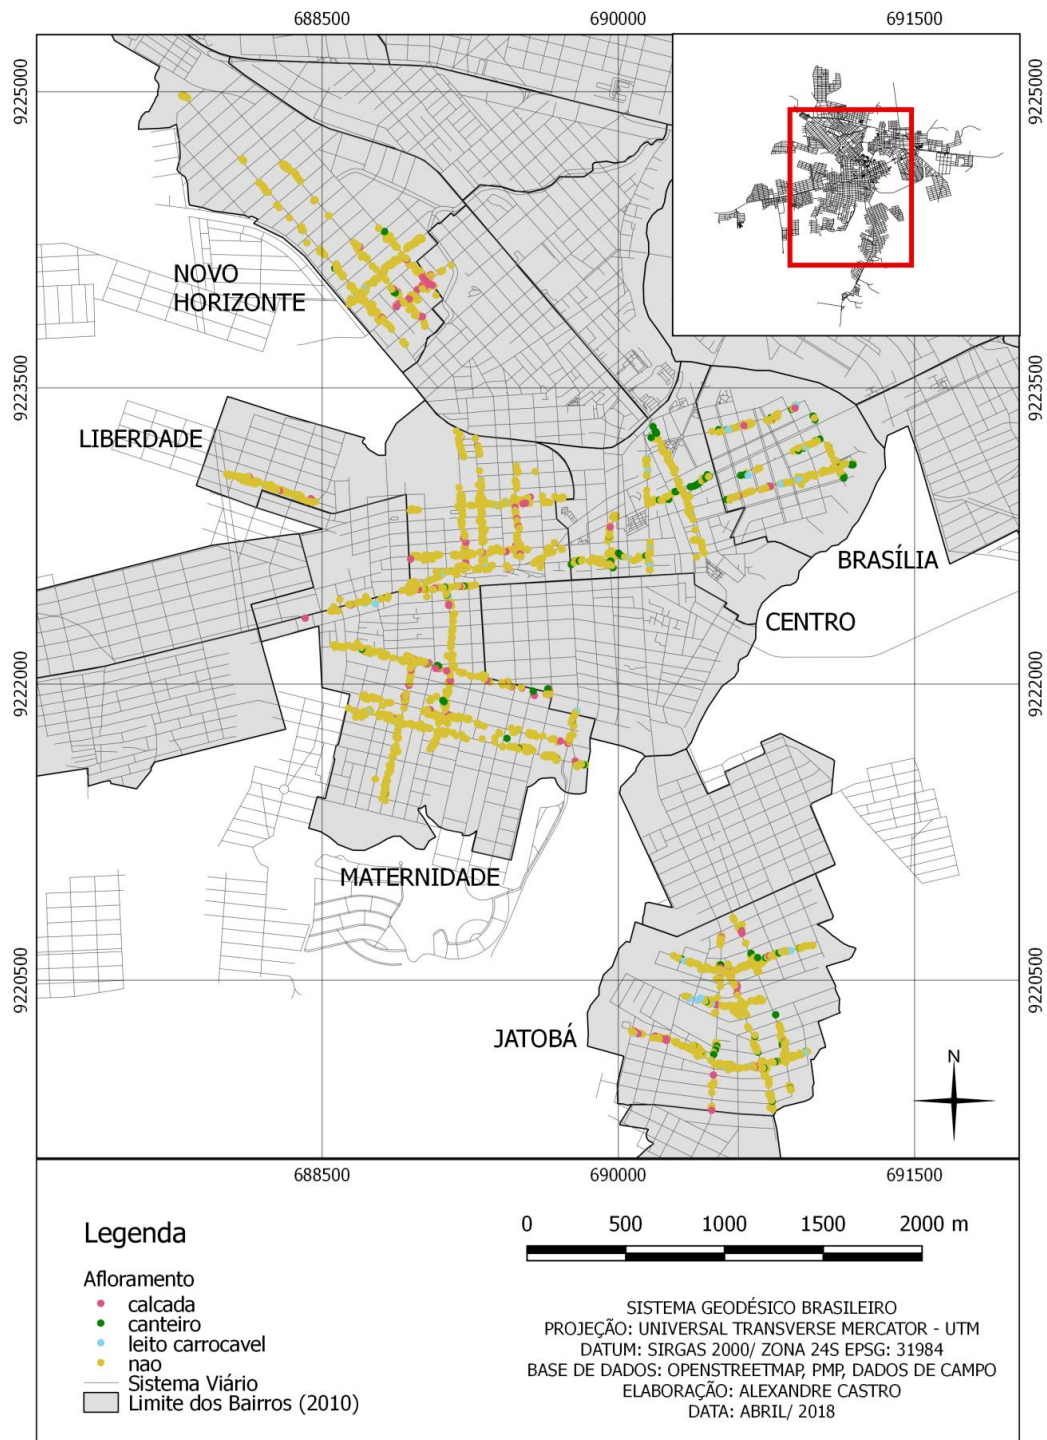 688500 690000 691500
9225000 9225000
NOVO
HORIZONTE
9223500 9223500
LIBERDADE
BRASÍLIA
CENTRO
9222000 9222000
MATERNIDADE
9220500 9220500
JATOBÁ
N
688500 690000 691500
Legenda
Afloramento
calcada
canteiro
leito carrocavel
nao
Sistema Viário
Limite dos Bairros (2010)
0 500 1000 1500 2000 m
SISTEMA GEODÉSICO BRASILEIRO
PROJEÇÃO: UNIVERSAL TRANSVERSE MERCATOR - UTM
DATUM: SIRGAS 2000/ ZONA 24S EPSG: 31984
BASE DE DADOS: OPENSTREETMAP, PMP, DADOS DE CAMPO
ELABORAÇÃO: ALEXANDRE CASTRO
DATA: ABRIL/ 2018